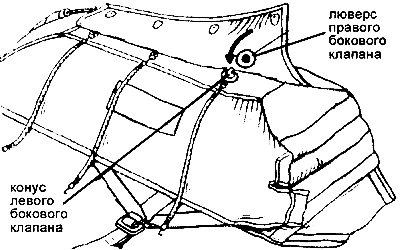 люверс
правого
бокового
клапана
конус
левого
бокового
клапана